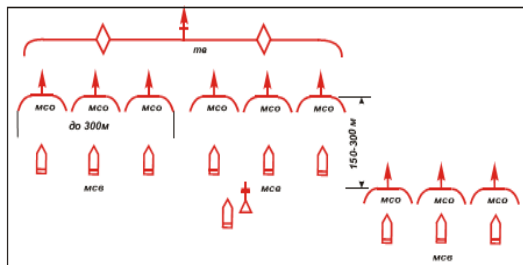 тв
мсо мсо мсо мсо мсо мсо
до 300м
150-300 м
мсв мсв
мсо мсо мсо
мсв